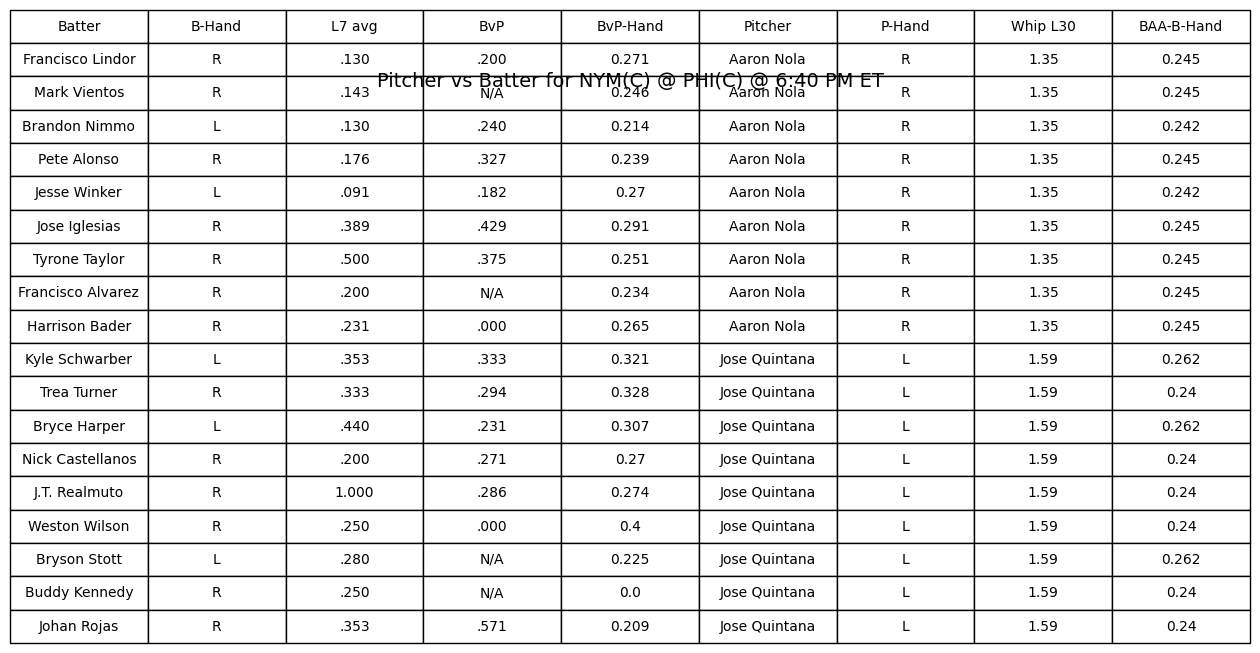 Batter B-Hand L7 avg BvP BvP-Hand Pitcher P-Hand Whip L30 BAA-B-Hand
Francisco Lindor R .130 .200 0.271 Aaron Nola R 1.35 0.245
Pitcher vs Batter for NYM(C) @ PHI(C) @ 6:40 PM ET
Mark Vientos R .143 N/A 0.246 Aaron Nola R 1.35 0.245
Brandon Nimmo L .130 .240 0.214 Aaron Nola R 1.35 0.242
Pete Alonso R .176 .327 0.239 Aaron Nola R 1.35 0.245
Jesse Winker L .091 .182 0.27 Aaron Nola R 1.35 0.242
Jose Iglesias R .389 .429 0.291 Aaron Nola R 1.35 0.245
Tyrone Taylor R .500 .375 0.251 Aaron Nola R 1.35 0.245
Francisco Alvarez R .200 N/A 0.234 Aaron Nola R 1.35 0.245
Harrison Bader R .231 .000 0.265 Aaron Nola R 1.35 0.245
Kyle Schwarber L .353 .333 0.321 Jose Quintana L 1.59 0.262
Trea Turner R .333 .294 0.328 Jose Quintana L 1.59 0.24
Bryce Harper L .440 .231 0.307 Jose Quintana L 1.59 0.262
Nick Castellanos R .200 .271 0.27 Jose Quintana L 1.59 0.24
J.T. Realmuto R 1.000 .286 0.274 Jose Quintana L 1.59 0.24
Weston Wilson R .250 .000 0.4 Jose Quintana L 1.59 0.24
Bryson Stott L .280 N/A 0.225 Jose Quintana L 1.59 0.262
Buddy Kennedy R .250 N/A 0.0 Jose Quintana L 1.59 0.24
Johan Rojas R .353 .571 0.209 Jose Quintana L 1.59 0.24